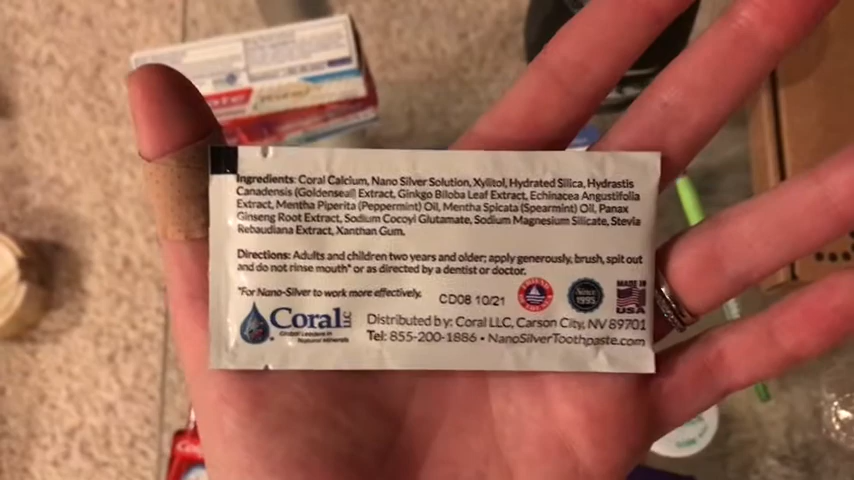 Ingredients: Coral Calcium, Nano Silver Solution, Xylitol, Hydrated Silica, Hydrastis
Canadensis (Goldenseal) Extract, Ginkgo Biloba Leaf Extract, Echinacea Angustifolia
Extract, Mentha Piperita (Peppermint) Oil, Mentha Spicata (Spearmint) Oil, Panax
Ginseng Root Extract, Sodium Cocoyl Glutamate, Sodium Magnesium Silicate, Stevia
Rebaudiana Extract, Xanthan Gum.
Directions: Adults and children two years and older; apply generously, brush, spit out
and do not rinse mouth* or as directed by a dentist or doctor.
*For Nano-Silver to work more effectively.
CD08 10/21
Since
1995
MADE IN
USA
Coral LLC
Global Leaders in
Natural Minerals
Distributed by: Coral LLC, Carson City, NV 89701
Tel: 855-200-1886 • NanoSilverToothpaste.com